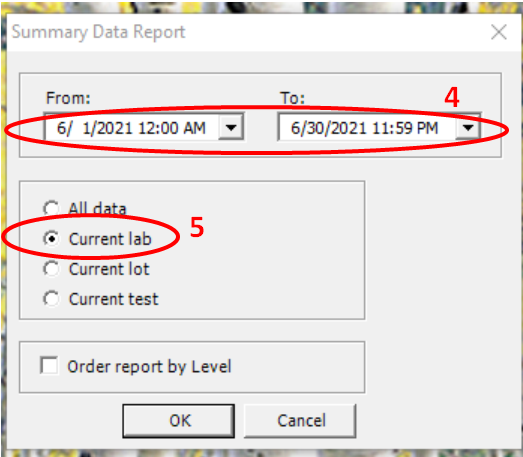 Summary Data Report
From: To: 4
6/ 1/2021 12:00 AM 6/30/2021 11:59 PM
All data
Current lab 5
Current lot
Current test
Order report by Level
OK Cancel